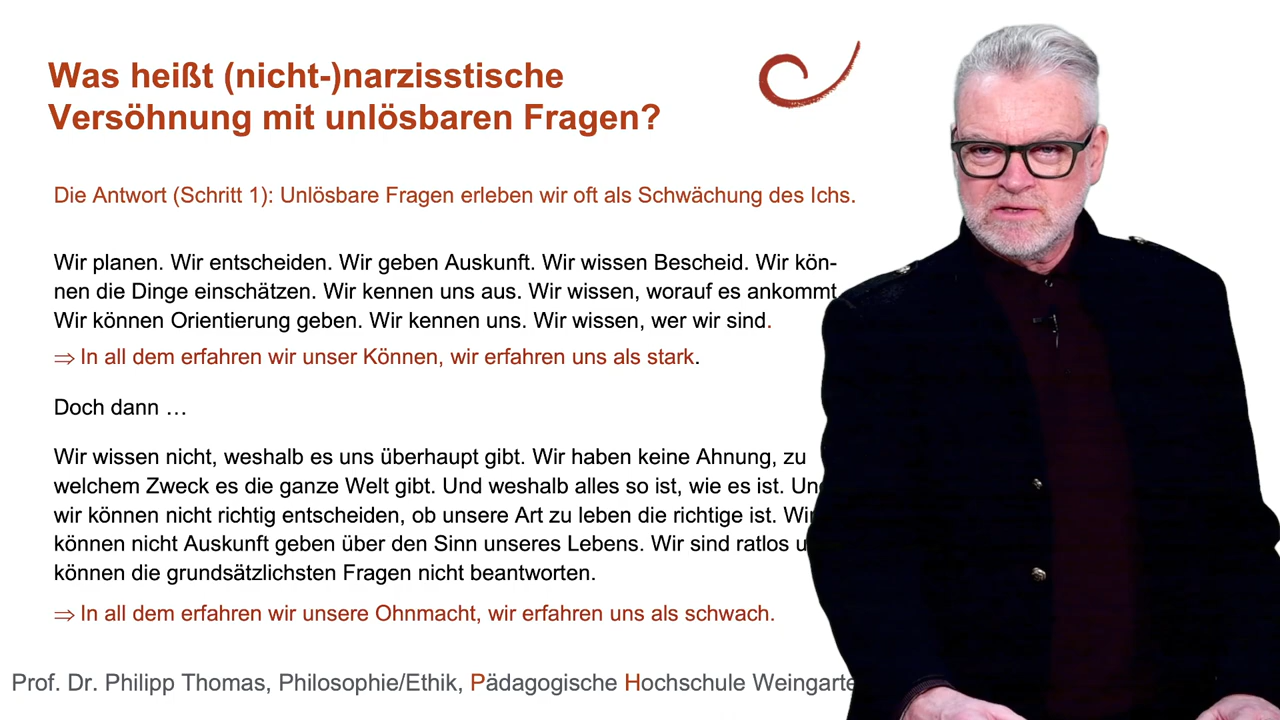 Was heißt (nicht-)narzisstische
Versöhnung mit unlösbaren Fragen?
Die Antwort (Schritt 1): Unlösbare Fragen erleben wir oft als Schwächung des Ichs.
Wir planen. Wir entscheiden. Wir geben Auskunft. Wir wissen Bescheid. Wir kön-
nen die Dinge einschätzen. Wir kennen uns aus. Wir wissen, worauf es ankommt.
Wir können Orientierung geben. Wir kennen uns. Wir wissen, wer wir sind.
⇒ In all dem erfahren wir unser Können, wir erfahren uns als stark.
Doch dann …
Wir wissen nicht, weshalb es uns überhaupt gibt. Wir haben keine Ahnung, zu
welchem Zweck es die ganze Welt gibt. Und weshalb alles so ist, wie es ist.
wir können nicht richtig entscheiden, ob unsere Art zu leben die richtige ist. Wir
können nicht Auskunft geben über den Sinn unseres Lebens. Wir sind ratlos
können die grundsätzlichsten Fragen nicht beantworten.
⇒ In all dem erfahren wir unsere Ohnmacht, wir erfahren uns als schwach.
Prof. Dr. Philipp Thomas, Philosophie/Ethik, Pädagogische Hochschule